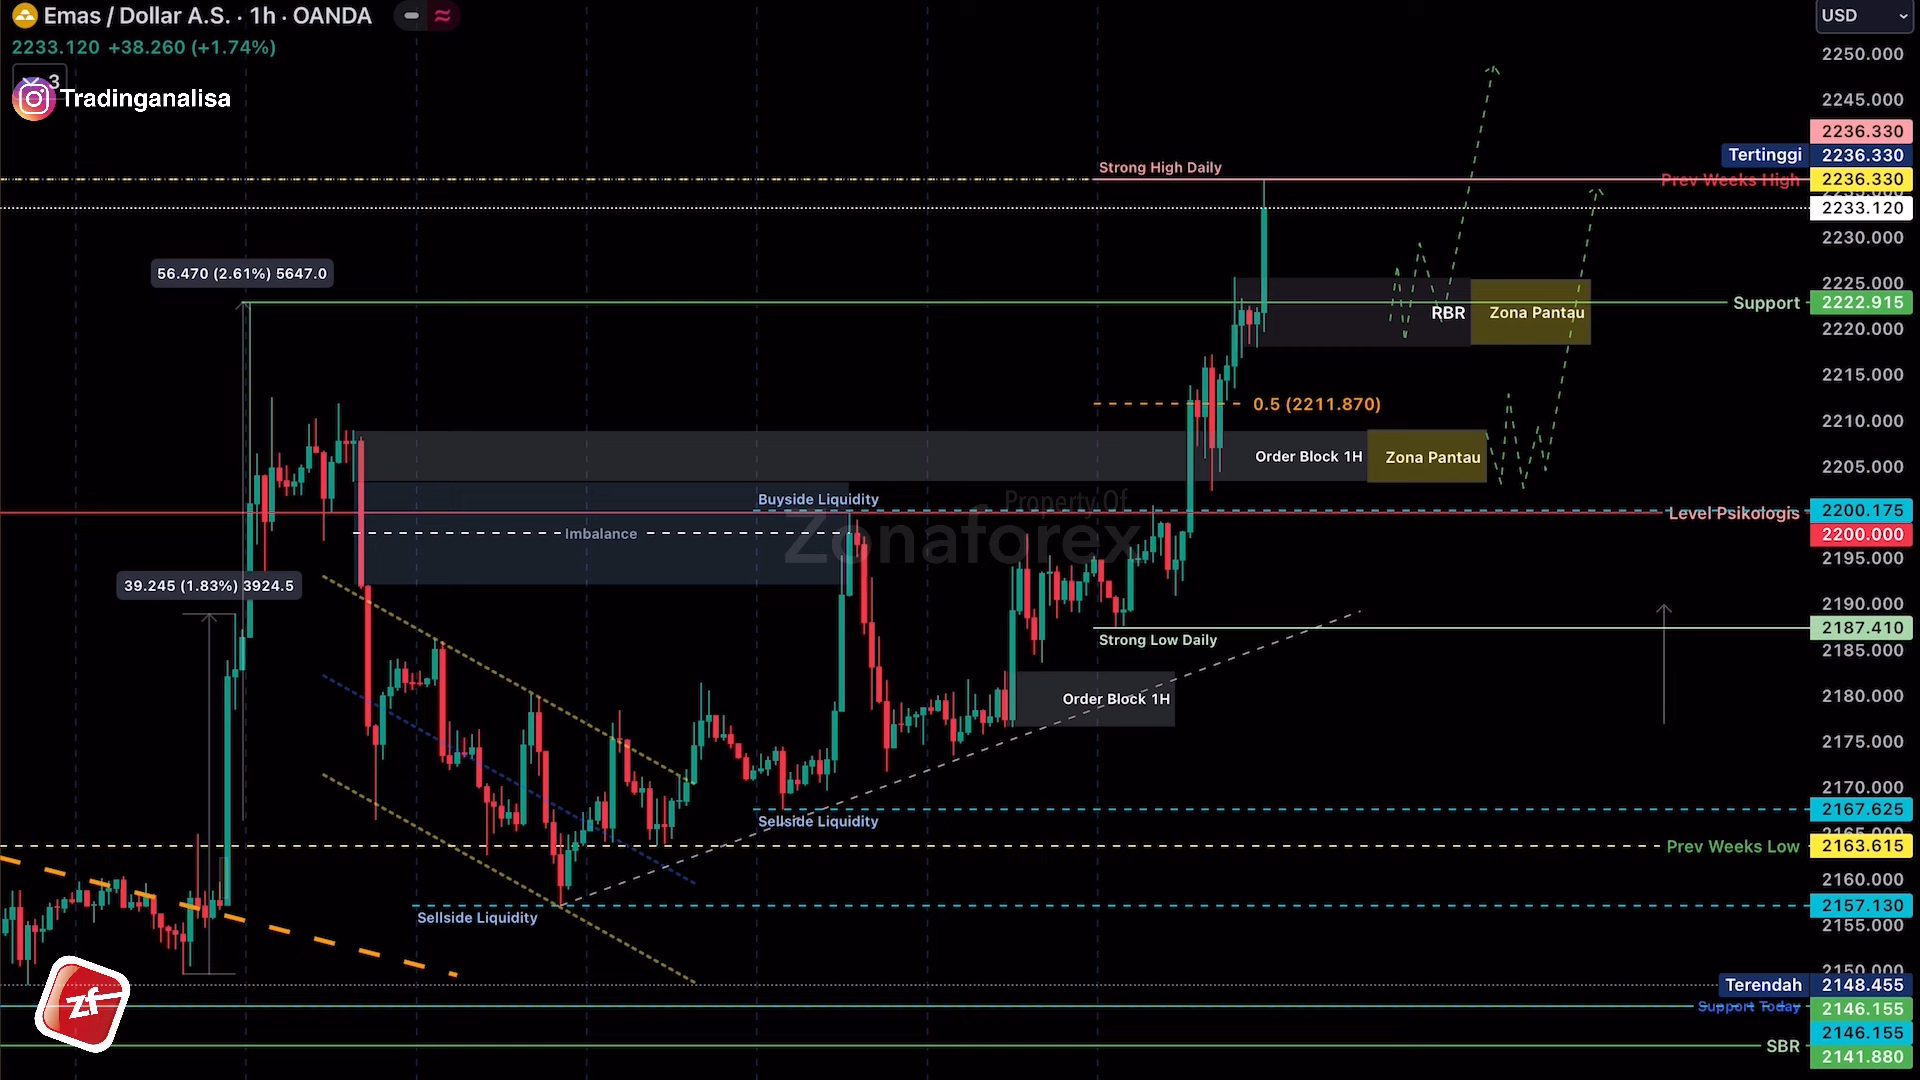 Emas / Dollar A.S. · 1h · OANDA
USD
2233.120 +38.260 (+1.74%)
3
Tradinganalisa
2250.000
2245.000
2236.330
Tertinggi 2236.330
Strong High Daily
Prev Weeks High 2236.330
2233.120
2230.000
56.470 (2.61%) 5647.0
2225.000
Support 2222.915
RBR Zona Pantau
2220.000
2215.000
0.5 (2211.870)
2210.000
Order Block 1H Zona Pantau
2205.000
Buyside Liquidity
Property Of
Zonaforex
Level Psikologis 2200.175
2200.000
Imbalance
2195.000
39.245 (1.83%) 3924.5
2190.000
2187.410
Strong Low Daily
2185.000
Order Block 1H
2180.000
2175.000
2170.000
2167.625
Sellside Liquidity
Prev Weeks Low 2163.615
2160.000
2157.130
Sellside Liquidity
2155.000
2150.000
Terendah 2148.455
zf
Support Today 2146.155
2146.155
SBR
2141.880